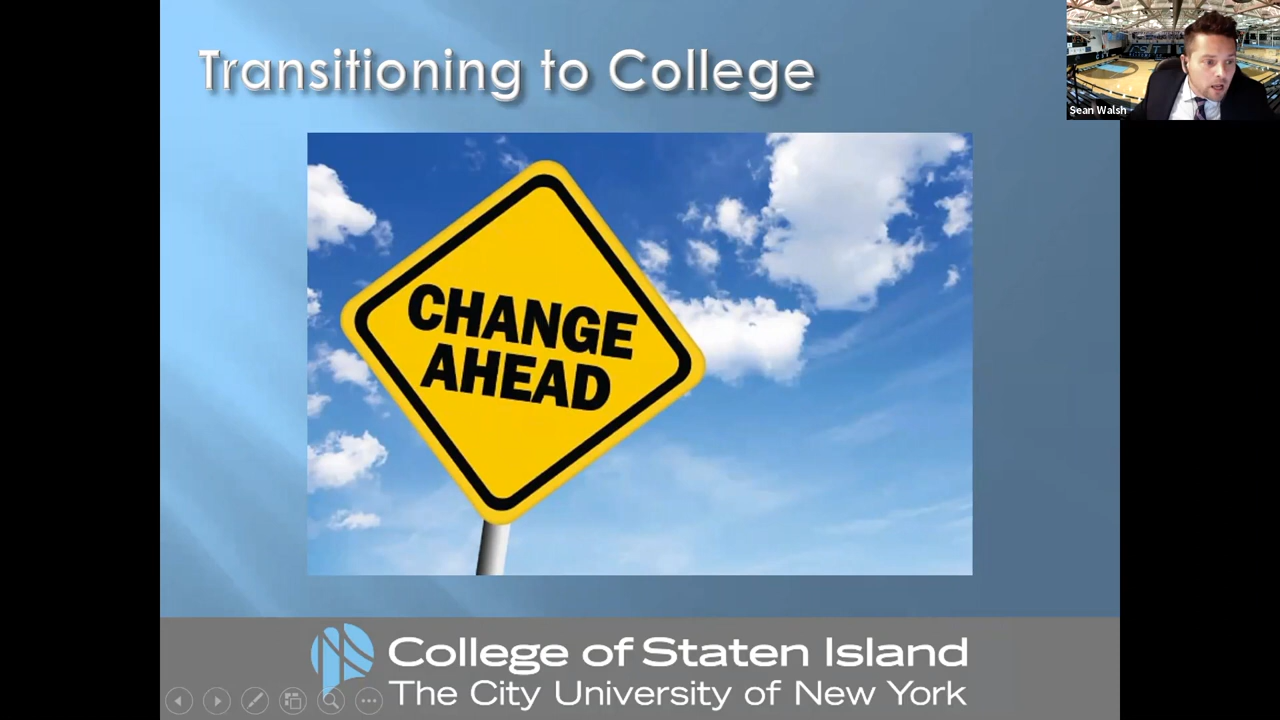 Transitioning to College
Sean Walsh
CHANGE
AHEAD
College of Staten Island
The City University of New York